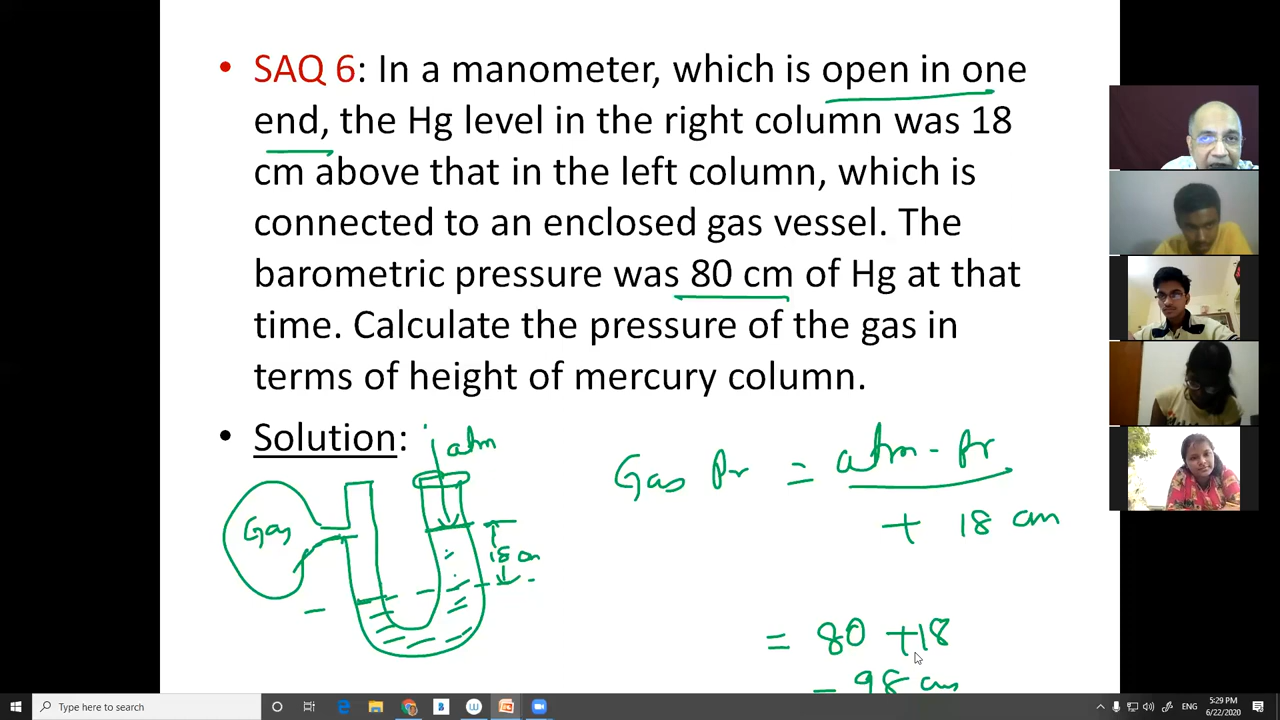 • SAQ 6: In a manometer, which is open in one
end, the Hg level in the right column was 18
cm above that in the left column, which is
connected to an enclosed gas vessel. The
barometric pressure was 80 cm of Hg at that
time. Calculate the pressure of the gas in
terms of height of mercury column.
• Solution:
atm
Gas
18 cm
Gas Pr = atm - Pr
+ 18 cm
= 80 +18
= 98 cm
Type here to search
ENG
5:29 PM
6/22/2020